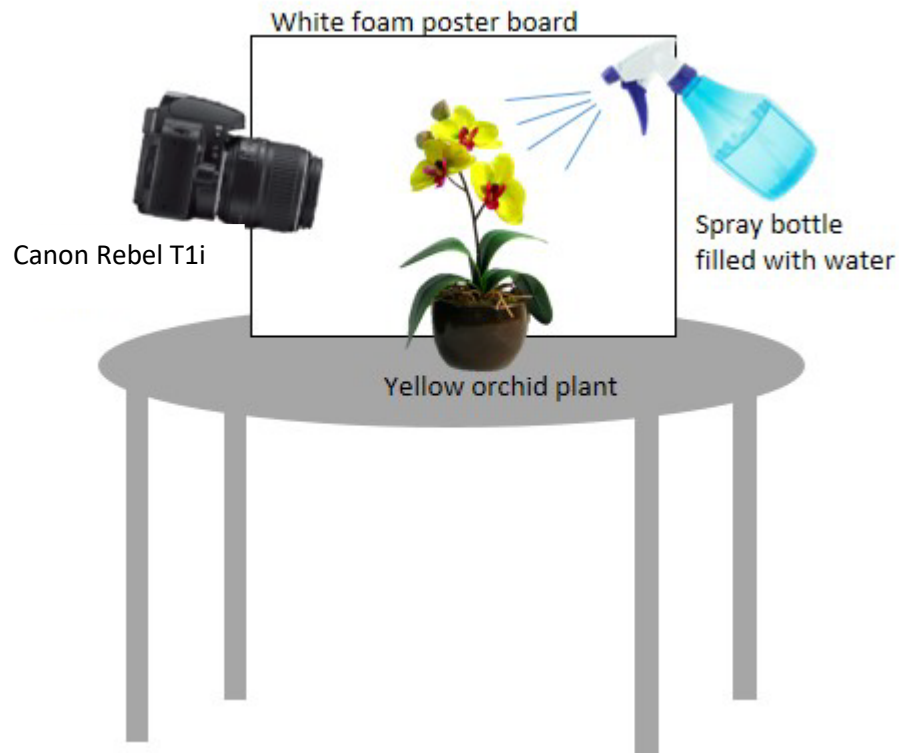 White foam poster board
Canon Rebel T1i
Spray bottle
filled with water
Yellow orchid plant